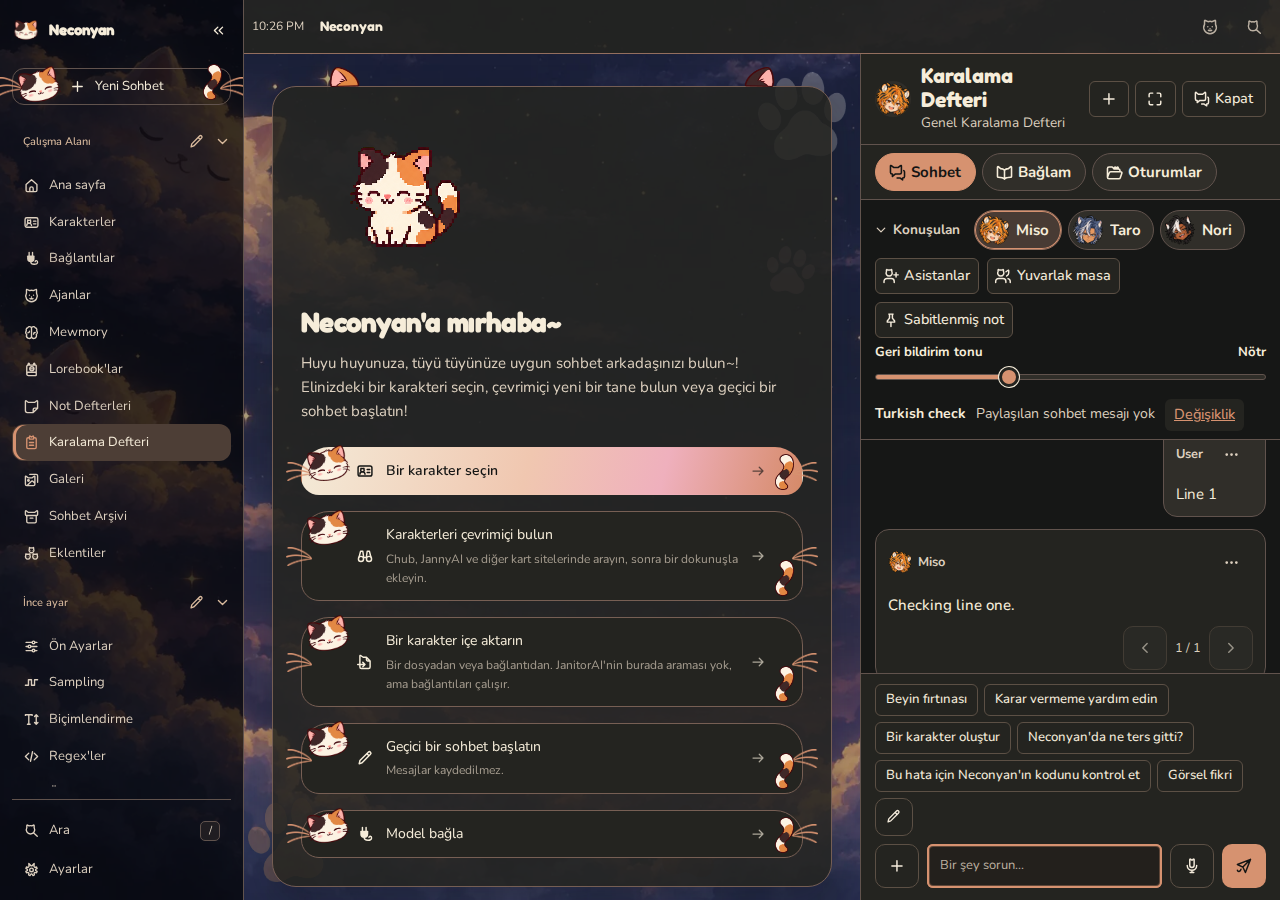 Neconyan
Yeni Sohbet
Çalışma Alanı
Ana sayfa
Karakterler
Bağlantılar
Ajanlar
Mewmory
Lorebook'lar
Not Defterleri
Karalama Defteri
Galeri
Sohbet Arşivi
Eklentiler
İnce ayar
Ön Ayarlar
Sampling
Biçimlendirme
Regex'ler
Ara /
Ayarlar
10:26 PM Neconyan
Neconyan'a mırhaba~
Huyu huyunuza, tüyü tüyünüze uygun sohbet arkadaşınızı bulun~!
Elinizdeki bir karakteri seçin, çevrimiçi yeni bir tane bulun veya geçici bir
sohbet başlatın!
Bir karakter seçin
Karakterleri çevrimiçi bulun
Chub, JannyAI ve diğer kart sitelerinde arayın, sonra bir dokunuşla
ekleyin.
Bir karakter içe aktarın
Bir dosyadan veya bağlantıdan. JanitorAI'nin burada araması yok,
ama bağlantıları çalışır.
Geçici bir sohbet başlatın
Mesajlar kaydedilmez.
Model bağla
Karalama
Defteri
Genel Karalama Defteri
Kapat
Sohbet Bağlam Oturumlar
Konuşulan Miso Taro Nori
Asistanlar Yuvarlak masa
Sabitlenmiş not
Geri bildirim tonu Nötr
Turkish check Paylaşılan sohbet mesajı yok Değişiklik
User
Line 1
Miso
Checking line one.
1 / 1
Beyin fırtınası Karar vermeme yardım edin
Bir karakter oluştur Neconyan'da ne ters gitti?
Bu hata için Neconyan'ın kodunu kontrol et Görsel fikri
Bir şey sorun...